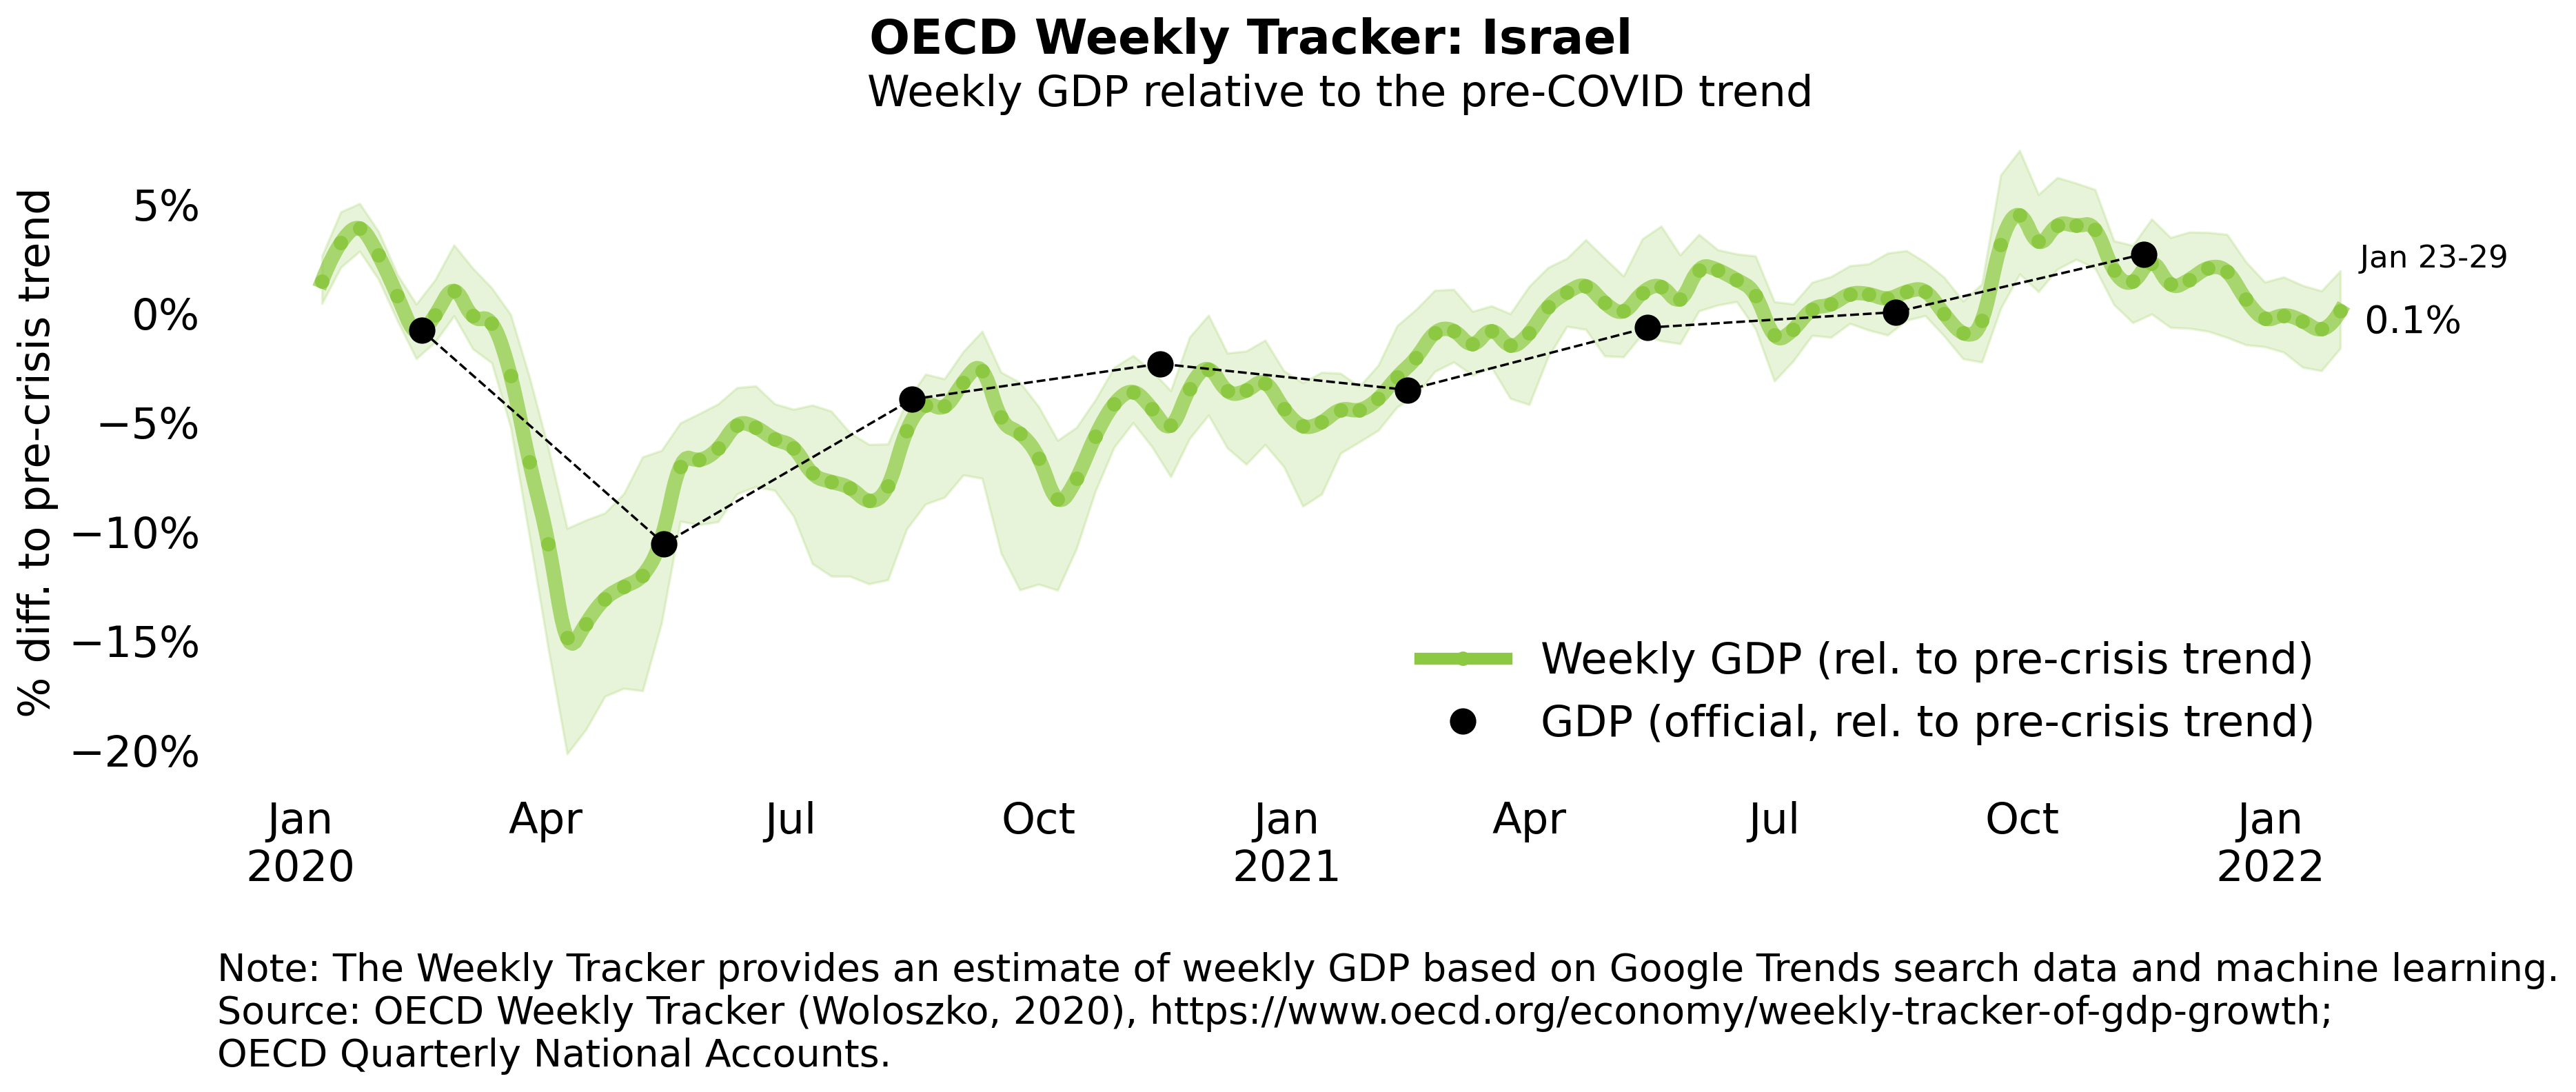 OECD Weekly Tracker: Israel
Weekly GDP relative to the pre-COVID trend
% diff. to pre-crisis trend
5%
0%
−5%
−10%
−15%
−20%
Jan 23-29
0.1%
Weekly GDP (rel. to pre-crisis trend)
GDP (official, rel. to pre-crisis trend)
Jan Apr Jul Oct Jan Apr Jul Oct Jan
2020 2021 2022
Note: The Weekly Tracker provides an estimate of weekly GDP based on Google Trends search data and machine learning.
Source: OECD Weekly Tracker (Woloszko, 2020), https://www.oecd.org/economy/weekly-tracker-of-gdp-growth;
OECD Quarterly National Accounts.